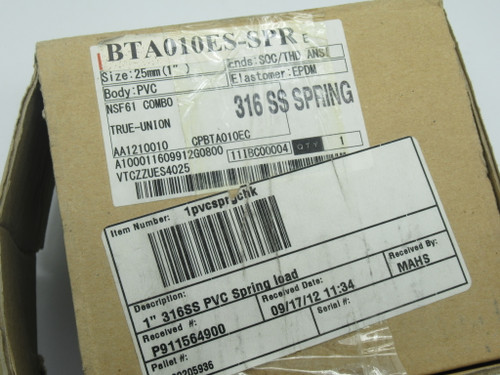 BTA010ES-SPR E
Size:25mm(1") Ends:SOC/THD ANSI
Body:PVC Elastomer:EPDM
NSF61 COMBO
316 SS SPRING
TRUE-UNION
AA1210010 CPBTA010EC
A100011609912G0800 111BC00004 QTY 1
VTCZZUES4025
Item Number: 1pvcsprgchk
Description:
1" 316SS PVC Spring load
Received #: Received Date: Received By:
P911564900 09/17/12 11:34 MAHS
Pallet #: Serial #: